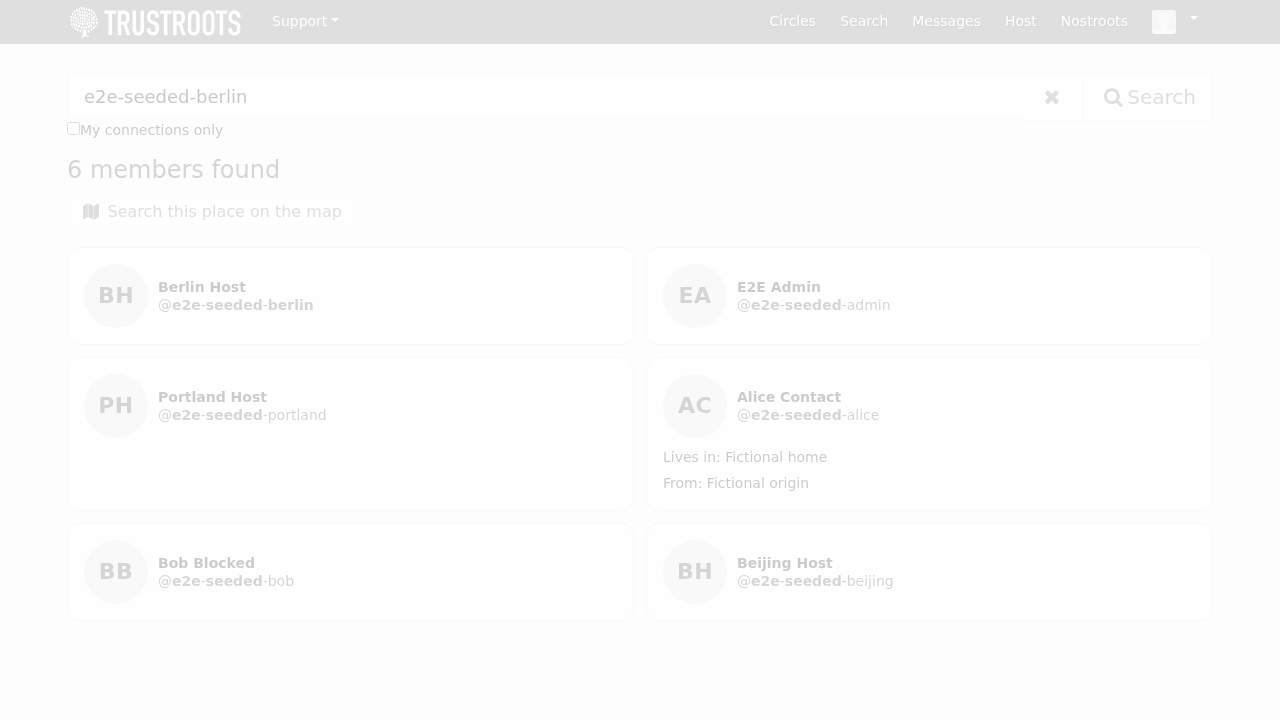 TRUSTROOTS Support Circles Search Messages Host Nostroots
e2e-seeded-berlin Search
My connections only
6 members found
Search this place on the map
BH Berlin Host
@e2e-seeded-berlin
EA E2E Admin
@e2e-seeded-admin
PH Portland Host
@e2e-seeded-portland
AC Alice Contact
@e2e-seeded-alice
Lives in: Fictional home
From: Fictional origin
BB Bob Blocked
@e2e-seeded-bob
BH Beijing Host
@e2e-seeded-beijing